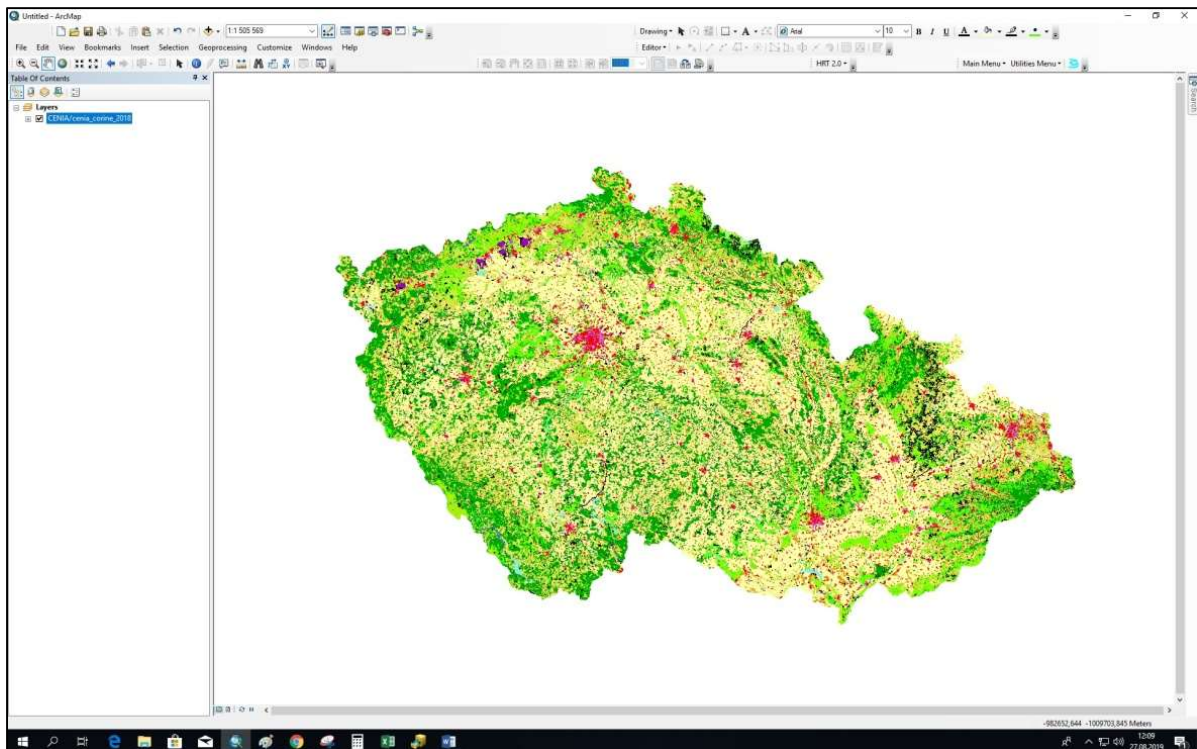 Untitled - ArcMap
1:1 505 569
Drawing
Arial
10
B I U A
File Edit View Bookmarks Insert Selection Geoprocessing Customize Windows Help
Editor
HRT 2.0
Main Menu Utilities Menu
Table Of Contents
Layers
CENIA/cenia_corine_2018
Search
-982652,644 -1009703,845 Meters
12:09
27.08.2019